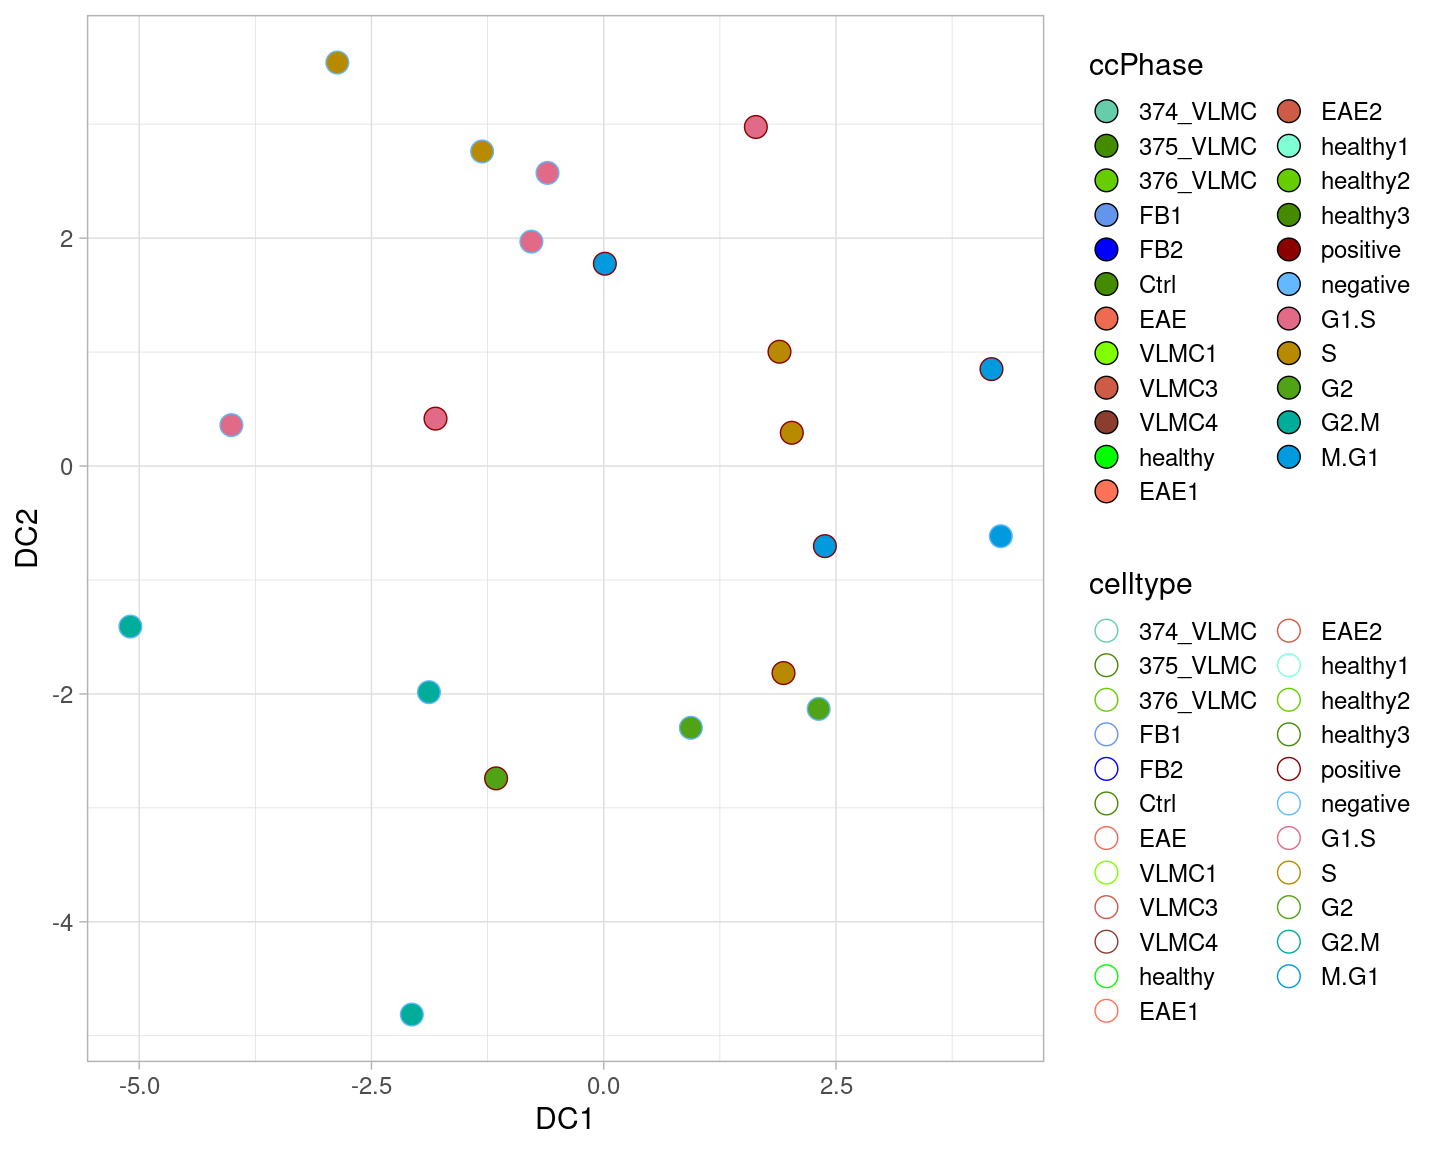 ccPhase
374_VLMC EAE2
375_VLMC healthy1
376_VLMC healthy2
FB1 healthy3
FB2 positive
Ctrl negative
EAE G1.S
VLMC1 S
VLMC3 G2
VLMC4 G2.M
healthy M.G1
EAE1
celltype
374_VLMC EAE2
375_VLMC healthy1
376_VLMC healthy2
FB1 healthy3
FB2 positive
Ctrl negative
EAE G1.S
VLMC1 S
VLMC3 G2
VLMC4 G2.M
healthy M.G1
EAE1
DC2
2
0
-2
-4
-5.0 -2.5 0.0 2.5
DC1